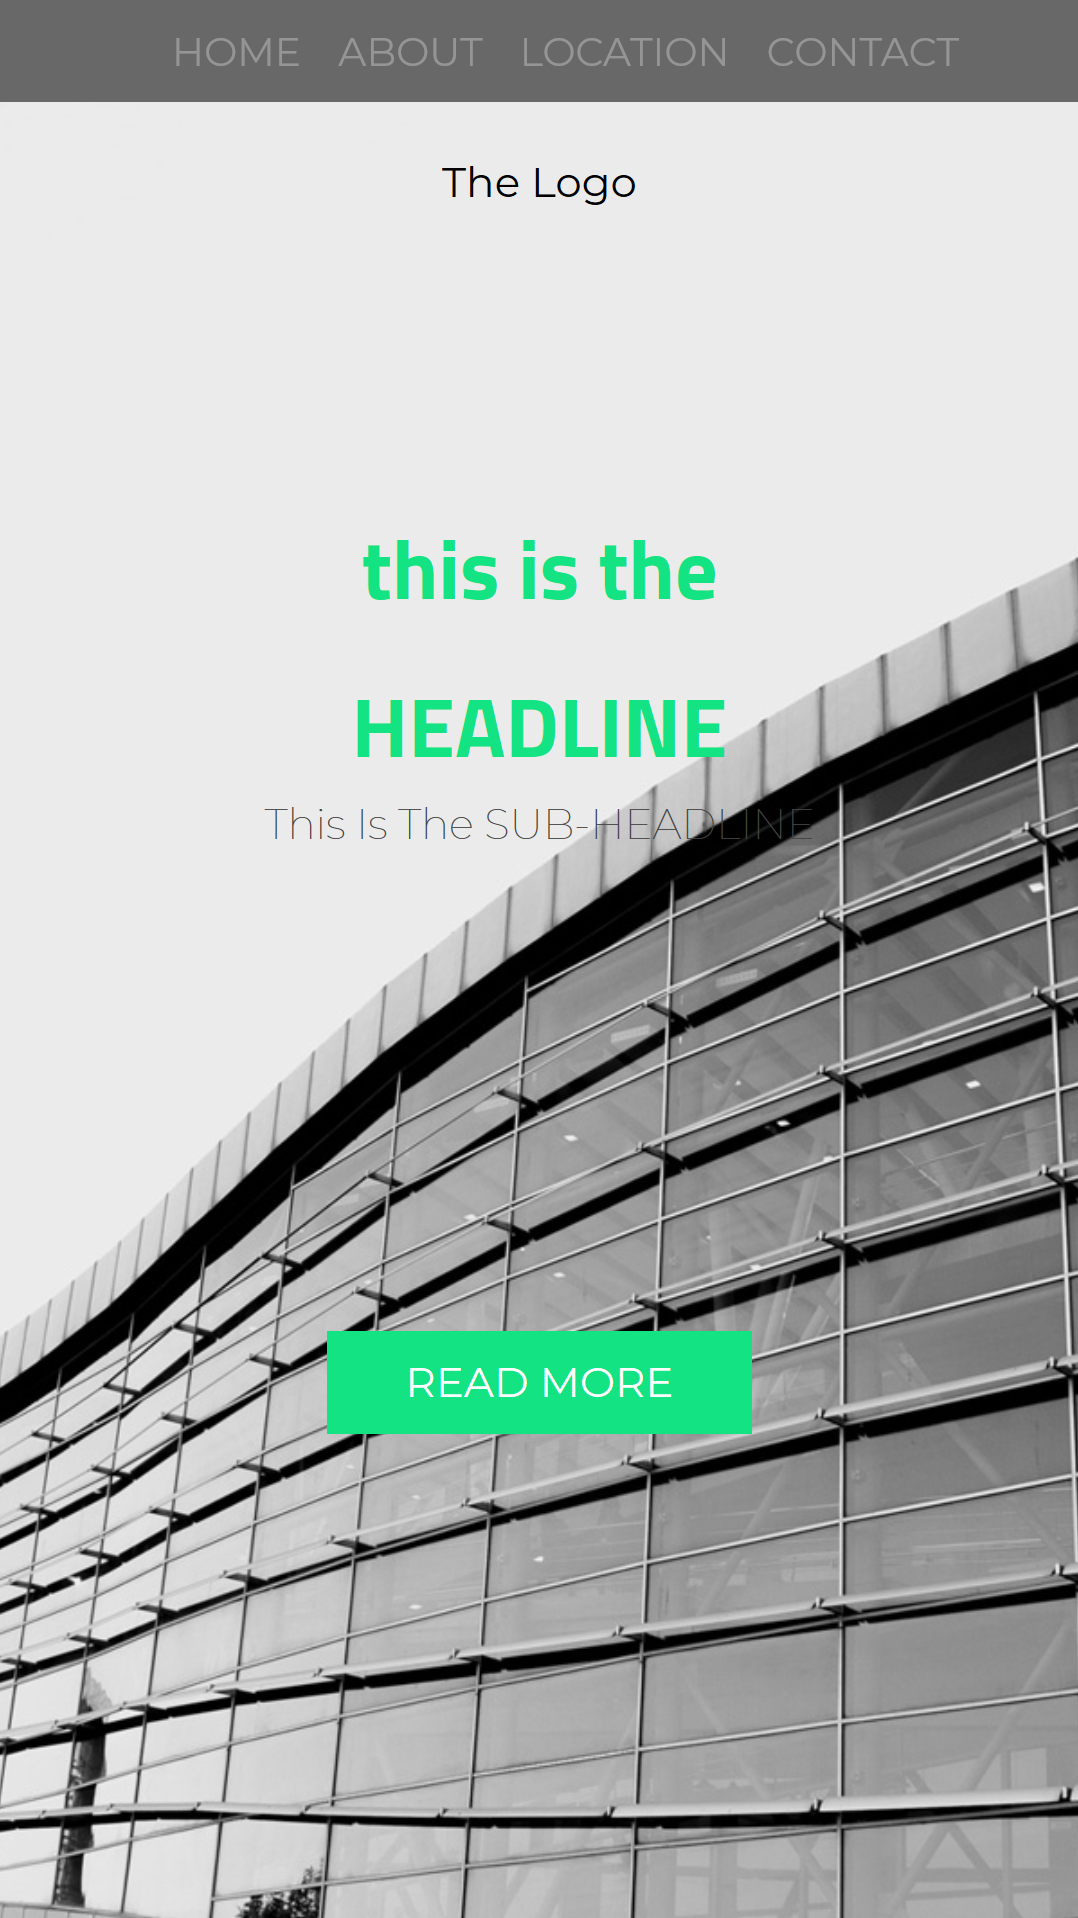 HOME ABOUT LOCATION CONTACT
The Logo
this is the
HEADLINE
This Is The SUB-HEADLINE
READ MORE